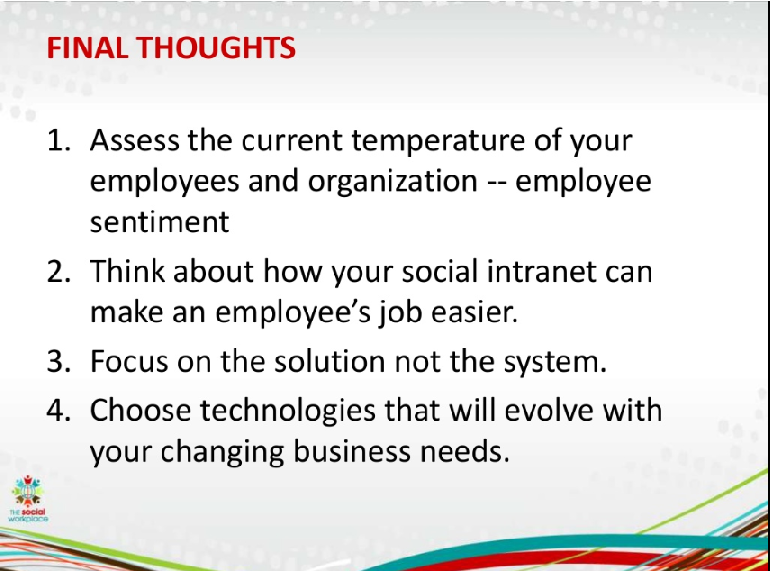 FINAL THOUGHTS
1. Assess the current temperature of your
employees and organization -- employee
sentiment
2. Think about how your social intranet can
make an employee’s job easier.
3. Focus on the solution not the system.
4. Choose technologies that will evolve with
your changing business needs.
THE social
workplace